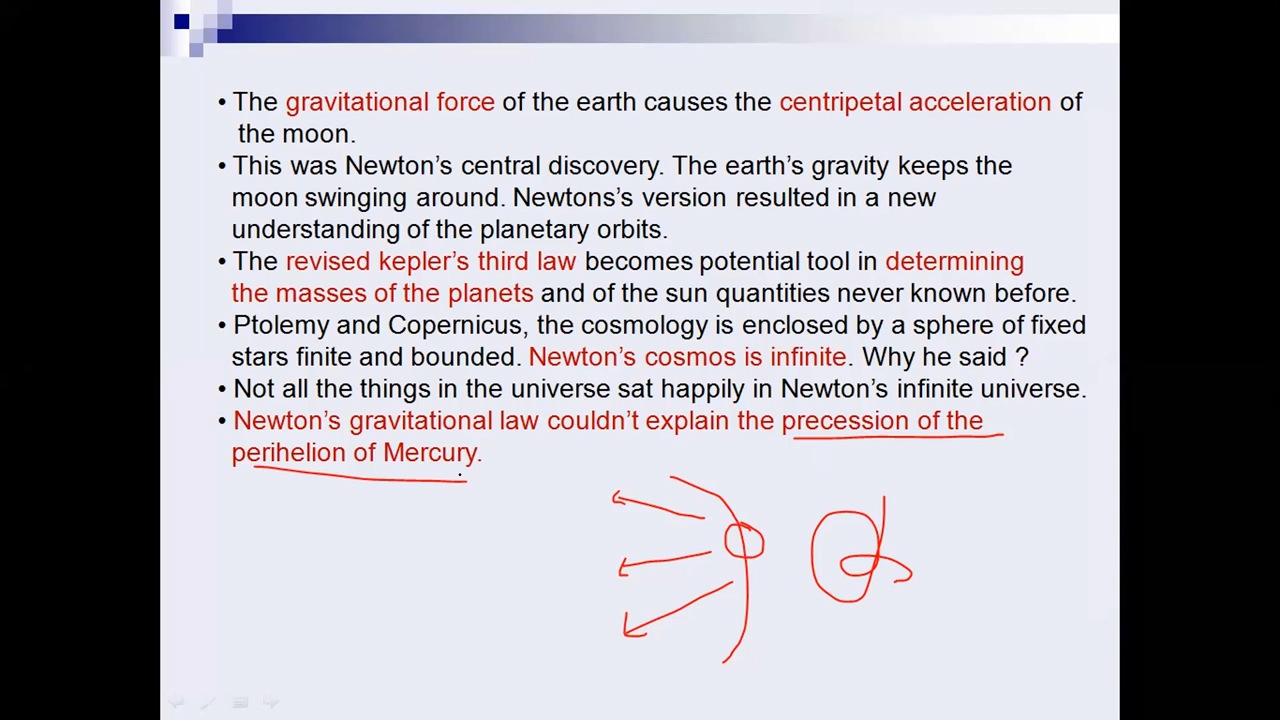 • The gravitational force of the earth causes the centripetal acceleration of
the moon.
• This was Newton's central discovery. The earth's gravity keeps the
moon swinging around. Newtons's version resulted in a new
understanding of the planetary orbits.
• The revised kepler's third law becomes potential tool in determining
the masses of the planets and of the sun quantities never known before.
• Ptolemy and Copernicus, the cosmology is enclosed by a sphere of fixed
stars finite and bounded. Newton's cosmos is infinite. Why he said ?
• Not all the things in the universe sat happily in Newton's infinite universe.
• Newton's gravitational law couldn't explain the precession of the
perihelion of Mercury.